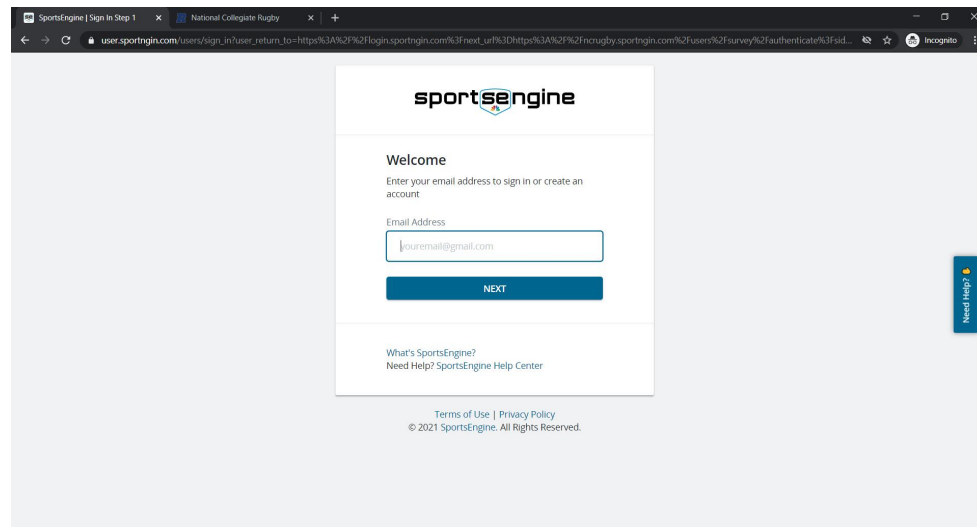 SportsEngine | Sign In Step 1
National Collegiate Rugby
user.sportngin.com/users/sign_in?user_return_to=https%3A%2F%2Flogin.sportngin.com%3Fnext_url%3Dhttps%3A%2F%2Fncrugby.sportngin.com%2Fusers%2Fsurvey%2Fauthenticate%3Fsid...
Incognito
sportsengine
Welcome
Enter your email address to sign in or create an
account
Email Address
youremail@gmail.com
NEXT
Need Help?
What's SportsEngine?
Need Help? SportsEngine Help Center
Terms of Use | Privacy Policy
© 2021 SportsEngine. All Rights Reserved.